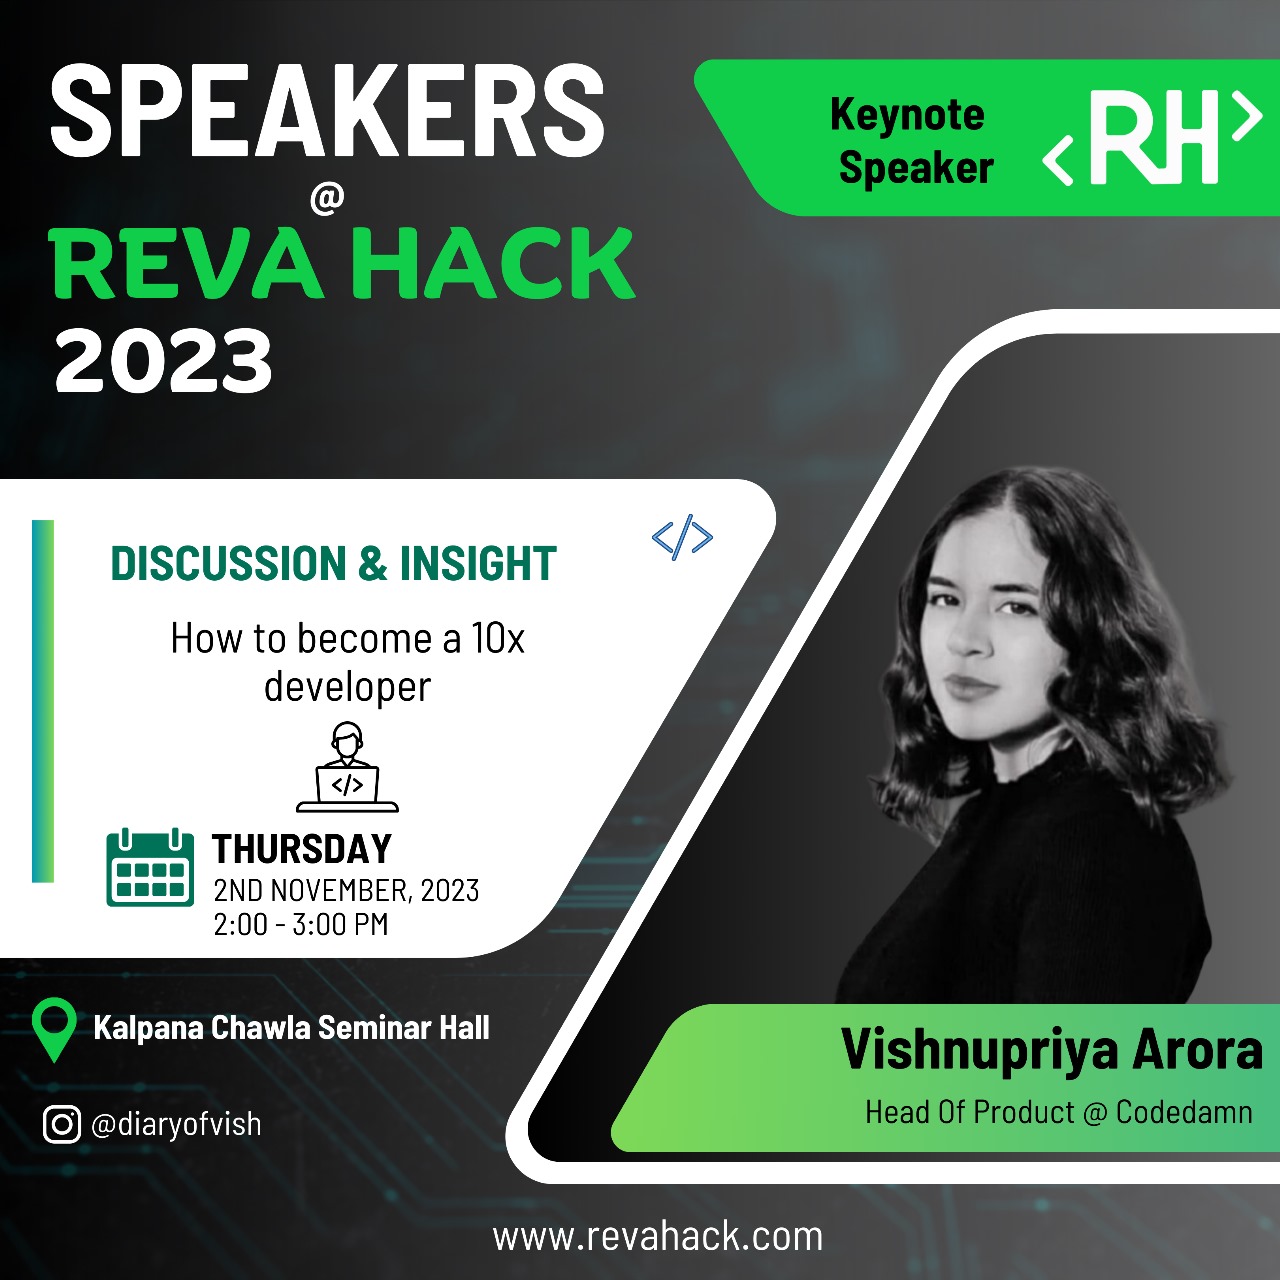 SPEAKERS
@
REVA HACK
2023
Keynote
Speaker
<RH>
DISCUSSION & INSIGHT
</>
How to become a 10x
developer
</>
THURSDAY
2ND NOVEMBER, 2023
2:00 - 3:00 PM
Kalpana Chawla Seminar Hall
@diaryofvish
Vishnupriya Arora
Head Of Product @ Codedamn
www.revahack.com